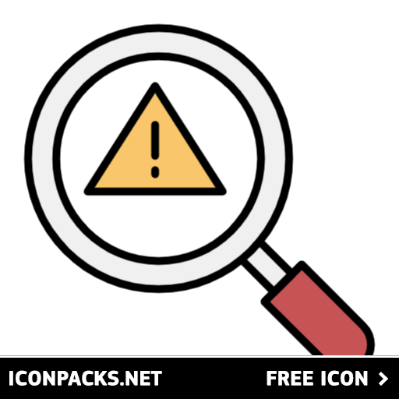 !
ICONPACKS.NET FREE ICON >